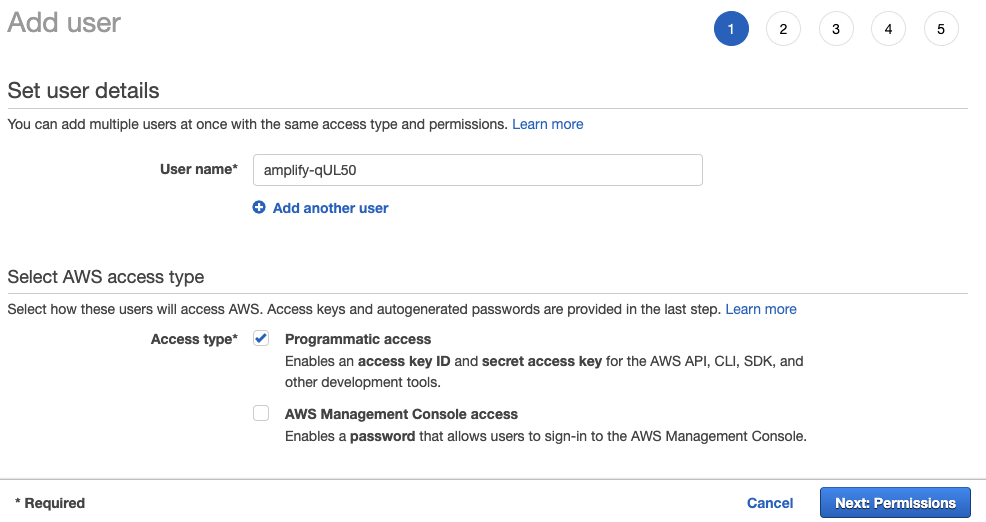 Add user
1 2 3 4 5
Set user details
You can add multiple users at once with the same access type and permissions. Learn more
User name* amplify-qUL50
Add another user
Select AWS access type
Select how these users will access AWS. Access keys and autogenerated passwords are provided in the last step. Learn more
Access type* Programmatic access
Enables an access key ID and secret access key for the AWS API, CLI, SDK, and
other development tools.
AWS Management Console access
Enables a password that allows users to sign-in to the AWS Management Console.
* Required Cancel Next: Permissions